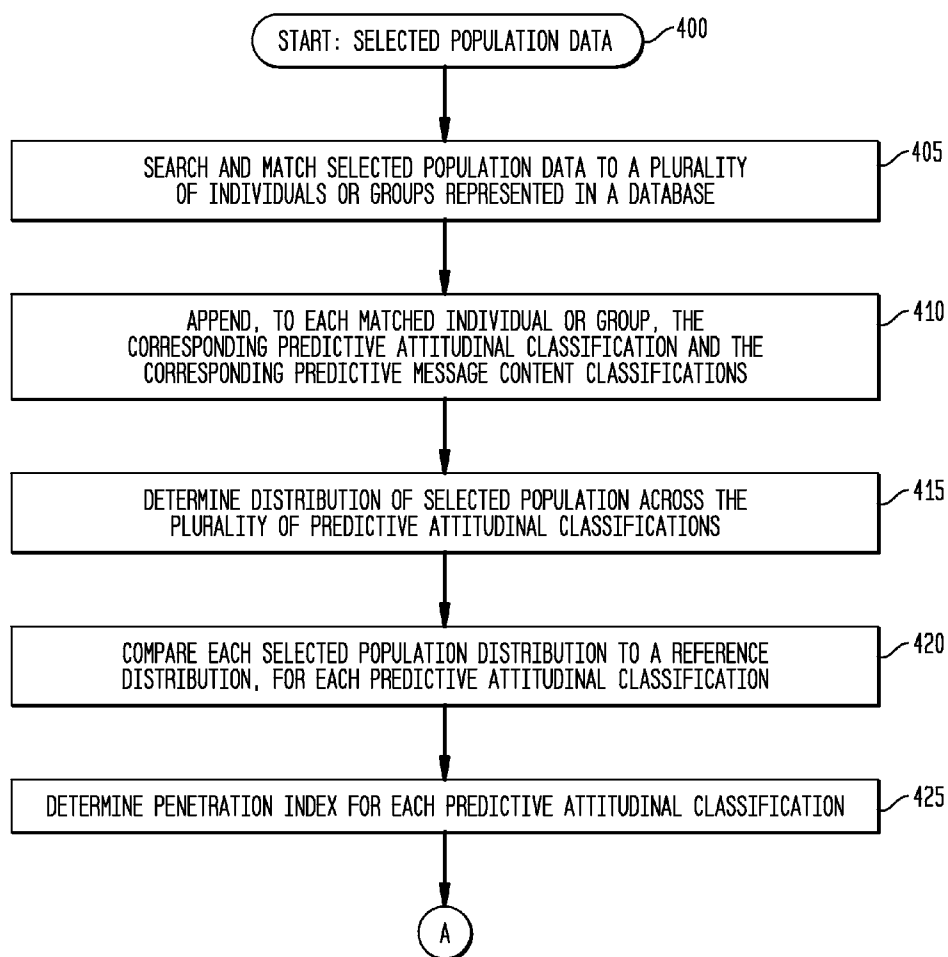 START: SELECTED POPULATION DATA
400
SEARCH AND MATCH SELECTED POPULATION DATA TO A PLURALITY
OF INDIVIDUALS OR GROUPS REPRESENTED IN A DATABASE
405
APPEND, TO EACH MATCHED INDIVIDUAL OR GROUP, THE
CORRESPONDING PREDICTIVE ATTITUDINAL CLASSIFICATION AND THE
CORRESPONDING PREDICTIVE MESSAGE CONTENT CLASSIFICATIONS
410
DETERMINE DISTRIBUTION OF SELECTED POPULATION ACROSS THE
PLURALITY OF PREDICTIVE ATTITUDINAL CLASSIFICATIONS
415
COMPARE EACH SELECTED POPULATION DISTRIBUTION TO A REFERENCE
DISTRIBUTION, FOR EACH PREDICTIVE ATTITUDINAL CLASSIFICATION
420
DETERMINE PENETRATION INDEX FOR EACH PREDICTIVE ATTITUDINAL CLASSIFICATION
425
A